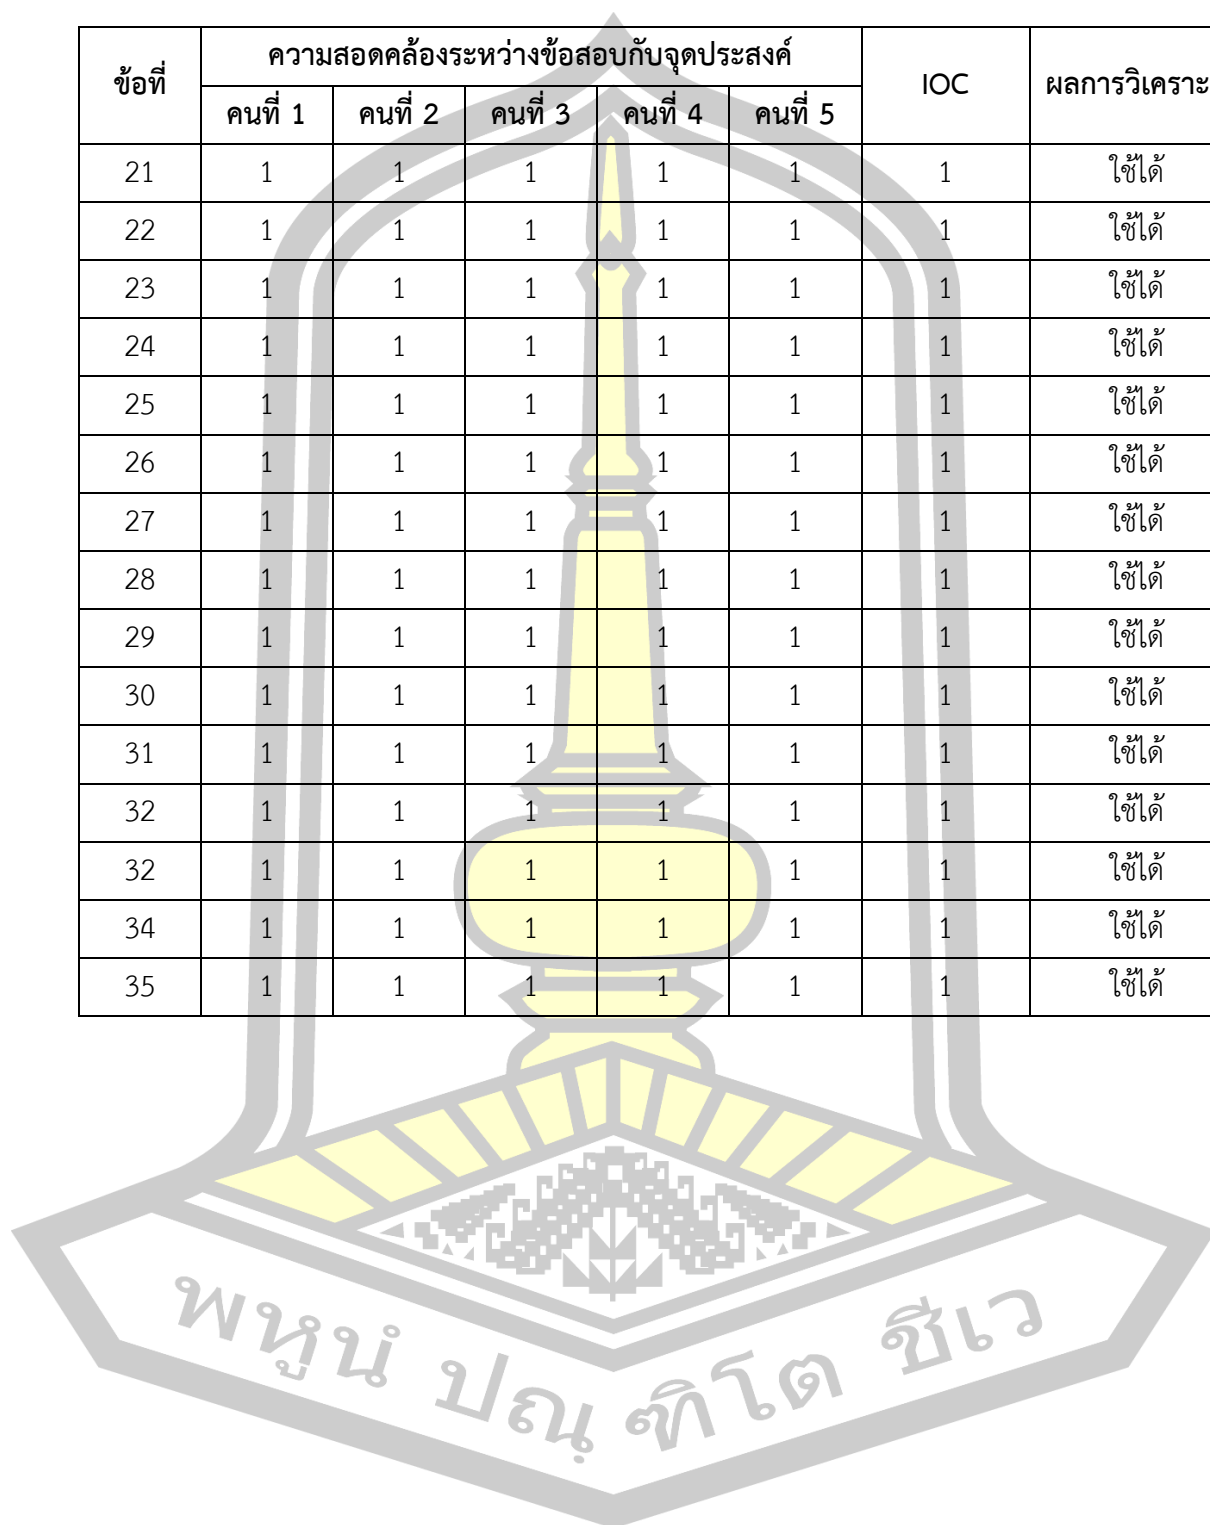 ข้อที่ ความสอดคล้องระหว่างข้อสอบกับจุดประสงค์ IOC ผลการวิเคราะ
คนที่ 1 คนที่ 2 คนที่ 3 คนที่ 4 คนที่ 5
21 1 1 1 1 1 1 ใช้ได้
22 1 1 1 1 1 1 ใช้ได้
23 1 1 1 1 1 1 ใช้ได้
24 1 1 1 1 1 1 ใช้ได้
25 1 1 1 1 1 1 ใช้ได้
26 1 1 1 1 1 1 ใช้ได้
27 1 1 1 1 1 1 ใช้ได้
28 1 1 1 1 1 1 ใช้ได้
29 1 1 1 1 1 1 ใช้ได้
30 1 1 1 1 1 1 ใช้ได้
31 1 1 1 1 1 1 ใช้ได้
32 1 1 1 1 1 1 ใช้ได้
32 1 1 1 1 1 1 ใช้ได้
34 1 1 1 1 1 1 ใช้ได้
35 1 1 1 1 1 1 ใช้ได้
พหูนํ ปณฺฑิโต ชีเว